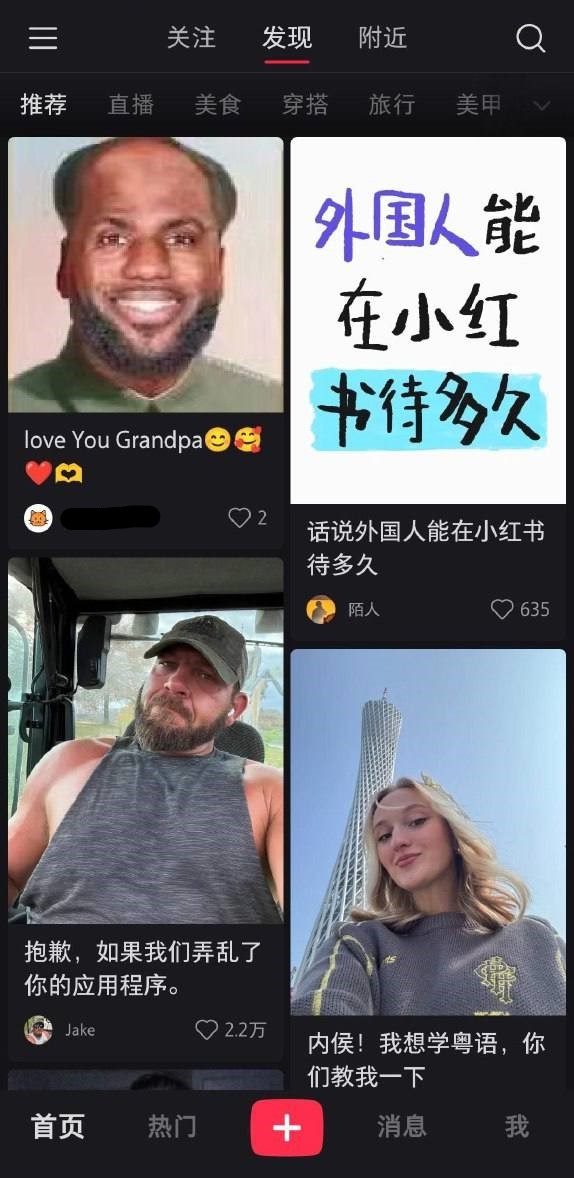 关注 发现 附近
推荐 直播 美食 穿搭 旅行 美甲
love You Grandpa😊🥰
❤️🫶
2
外国人能
在小红
书待多久
话说外国人能在小红书
待多久
陌人 635
抱歉，如果我们弄乱了
你的应用程序。
Jake 2.2万
内侯！我想学粤语，你
们教我一下
首页 热门 消息 我